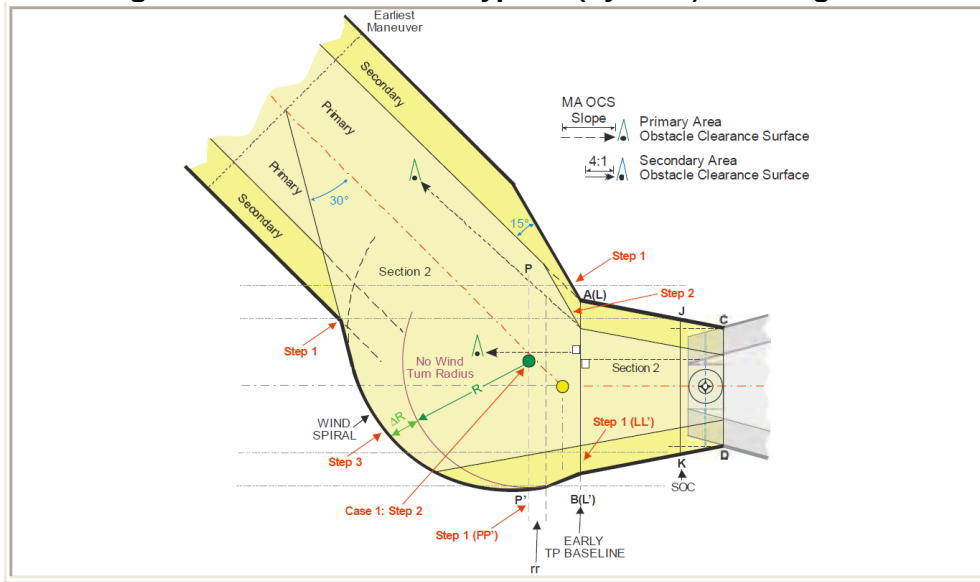 Earliest
Maneuver
Secondary
Primary
Primary
Secondary
30°
15°
MA OCS
Slope
Primary Area
Obstacle Clearance Surface
4:1
Secondary Area
Obstacle Clearance Surface
Section 2
P
Step 1
A(L)
Step 2
J
C
Step 1
No Wind
Turn Radius
R
ΔR
Section 2
WIND
SPIRAL
Step 3
Step 1 (LL')
D
K
SOC
P'
B(L')
Case 1: Step 2
Step 1 (PP')
EARLY
TP BASELINE
rr